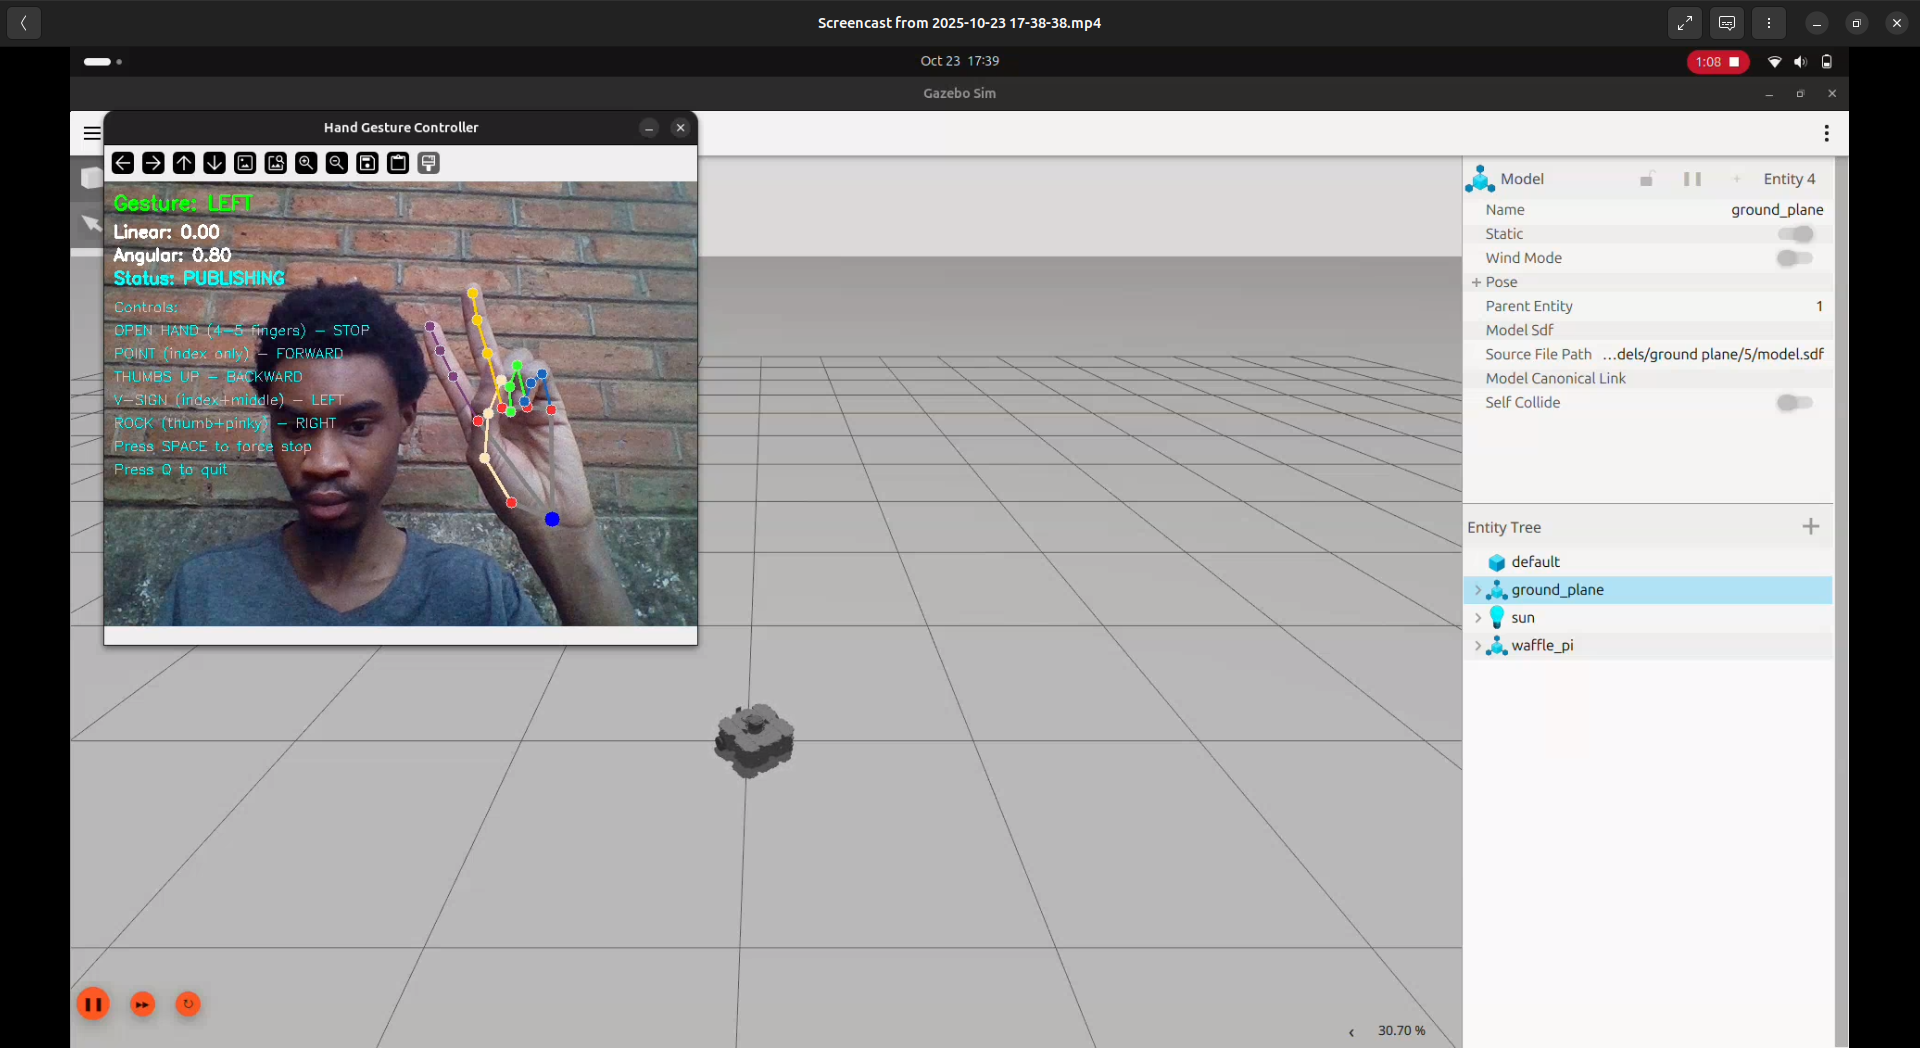 Screencast from 2025-10-23 17-38-38.mp4
Oct 23 17:39
1:08
Gazebo Sim
Hand Gesture Controller
Gesture: LEFT
Linear: 0.00
Angular: 0.80
Status: PUBLISHING
Controls:
OPEN HAND (4-5 fingers) - STOP
POINT (index only) - FORWARD
THUMBS UP - BACKWARD
V-SIGN (index+middle) - LEFT
ROCK (thumb+pinky) - RIGHT
Press SPACE to force stop
Press Q to quit
Model
Entity 4
Name ground_plane
Static
Wind Mode
Pose
Parent Entity 1
Model Sdf
Source File Path ...dels/ground plane/5/model.sdf
Model Canonical Link
Self Collide
Entity Tree
default
ground_plane
sun
waffle_pi
30.70 %